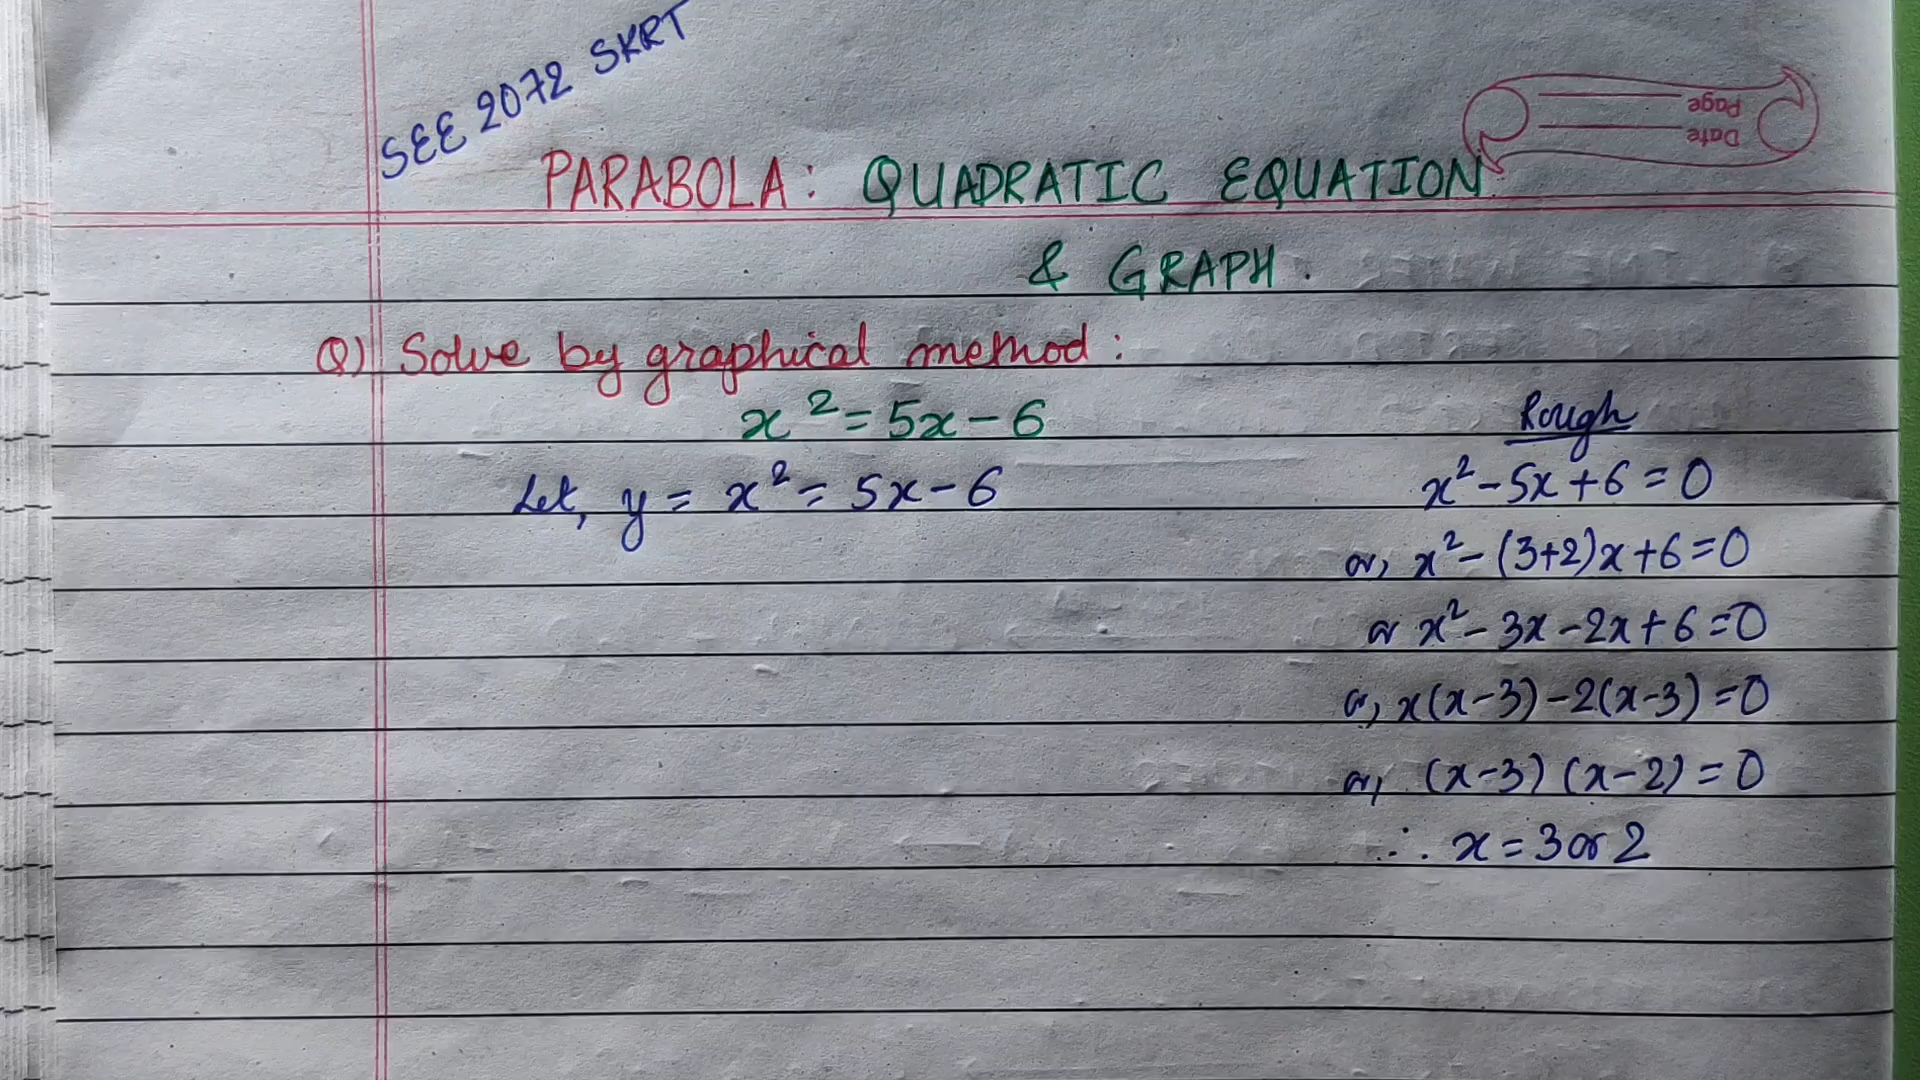 SEE 2072 SKRT
Page
Date
PARABOLA: QUADRATIC EQUATION
& GRAPH.
Q) Solve by graphical method:
x² = 5x - 6
Let, y = x² = 5x - 6
Rough
x² - 5x + 6 = 0
or, x² - (3+2)x + 6 = 0
or x² - 3x - 2x + 6 = 0
or, x(x-3) - 2(x-3) = 0
or, (x-3) (x-2) = 0
∴ x = 3 or 2